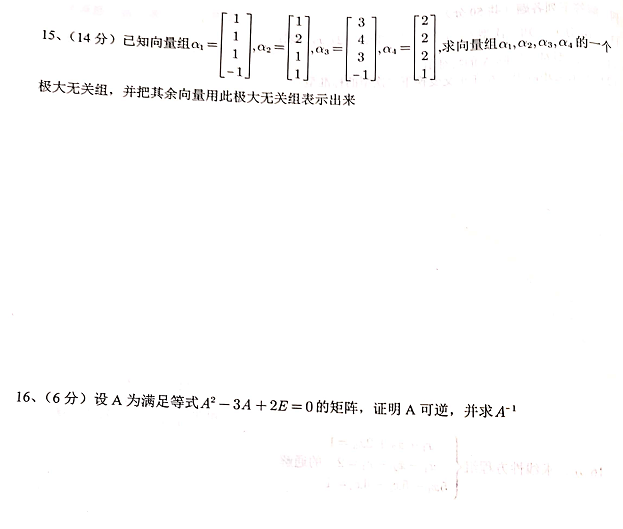 15、(14 分) 已知向量组α₁=[1 1 1 -1],α₂=[1 2 1 1],α₃=[3 4 3 -1],α₄=[2 2 2 1],求向量组α₁,α₂,α₃,α₄的一个
极大无关组，并把其余向量用此极大无关组表示出来
16、(6 分) 设 A 为满足等式A²-3A+2E=0的矩阵，证明 A 可逆，并求A⁻¹